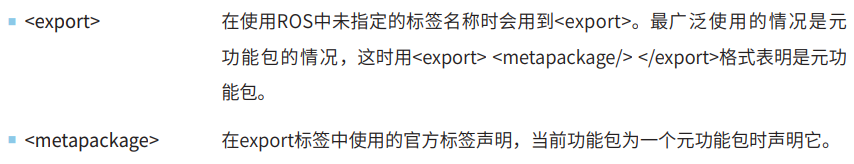 <export> 在使用ROS中未指定的标签名称时会用到<export>。最广泛使用的情况是元
功能包的情况，这时用<export> <metapackage/> </export>格式表明是元功
能包。
<metapackage> 在export标签中使用的官方标签声明，当前功能包为一个元功能包时声明它。